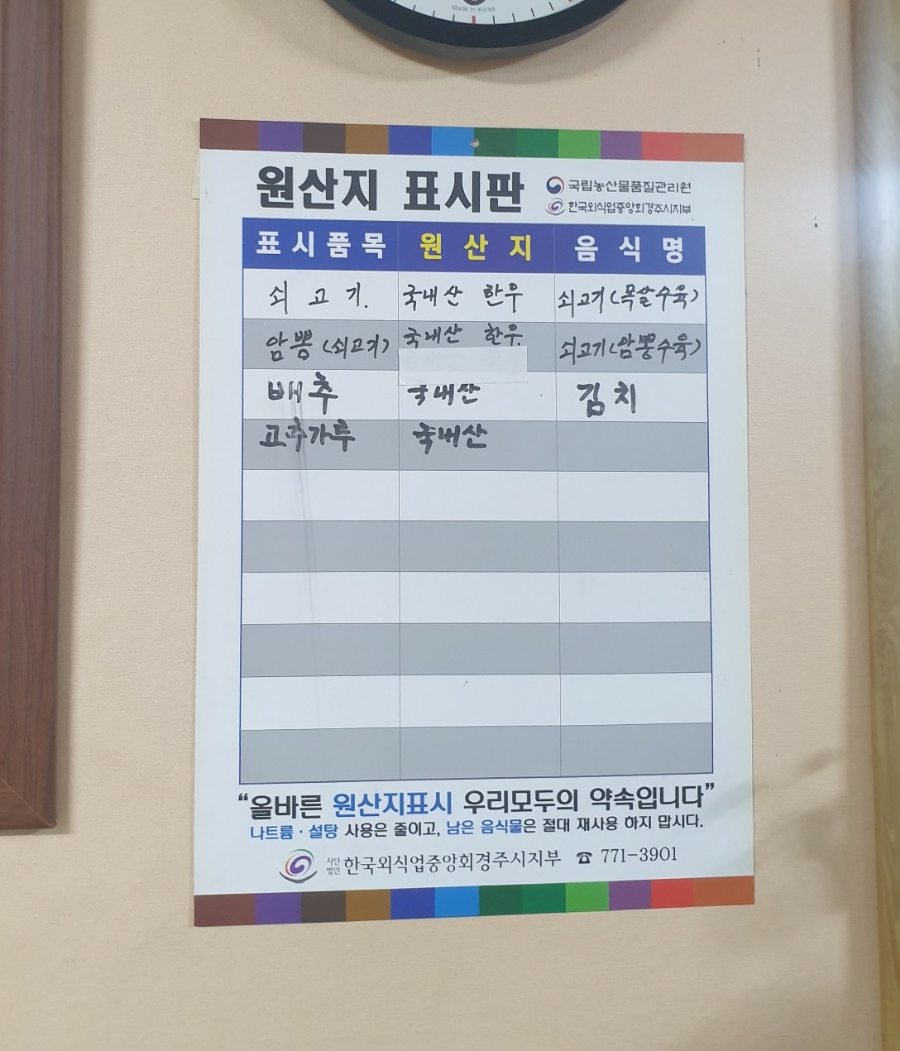 Made in Korea
원산지 표시판
국립농산물품질관리원
한국외식업중앙회경주시지부
표시품목 원산지 음식명
쇠고기. 국내산 한우 쇠고기(목살수육)
암뽕(쇠고기) 국내산 한우 쇠고기(암뽕수육)
배추 국내산 김치
고추가루 국내산
“올바른 원산지표시 우리모두의 약속입니다”
나트륨·설탕 사용은 줄이고, 남은 음식물은 절대 재사용 하지 맙시다.
사단법인 한국외식업중앙회경주시지부 ☎ 771-3901